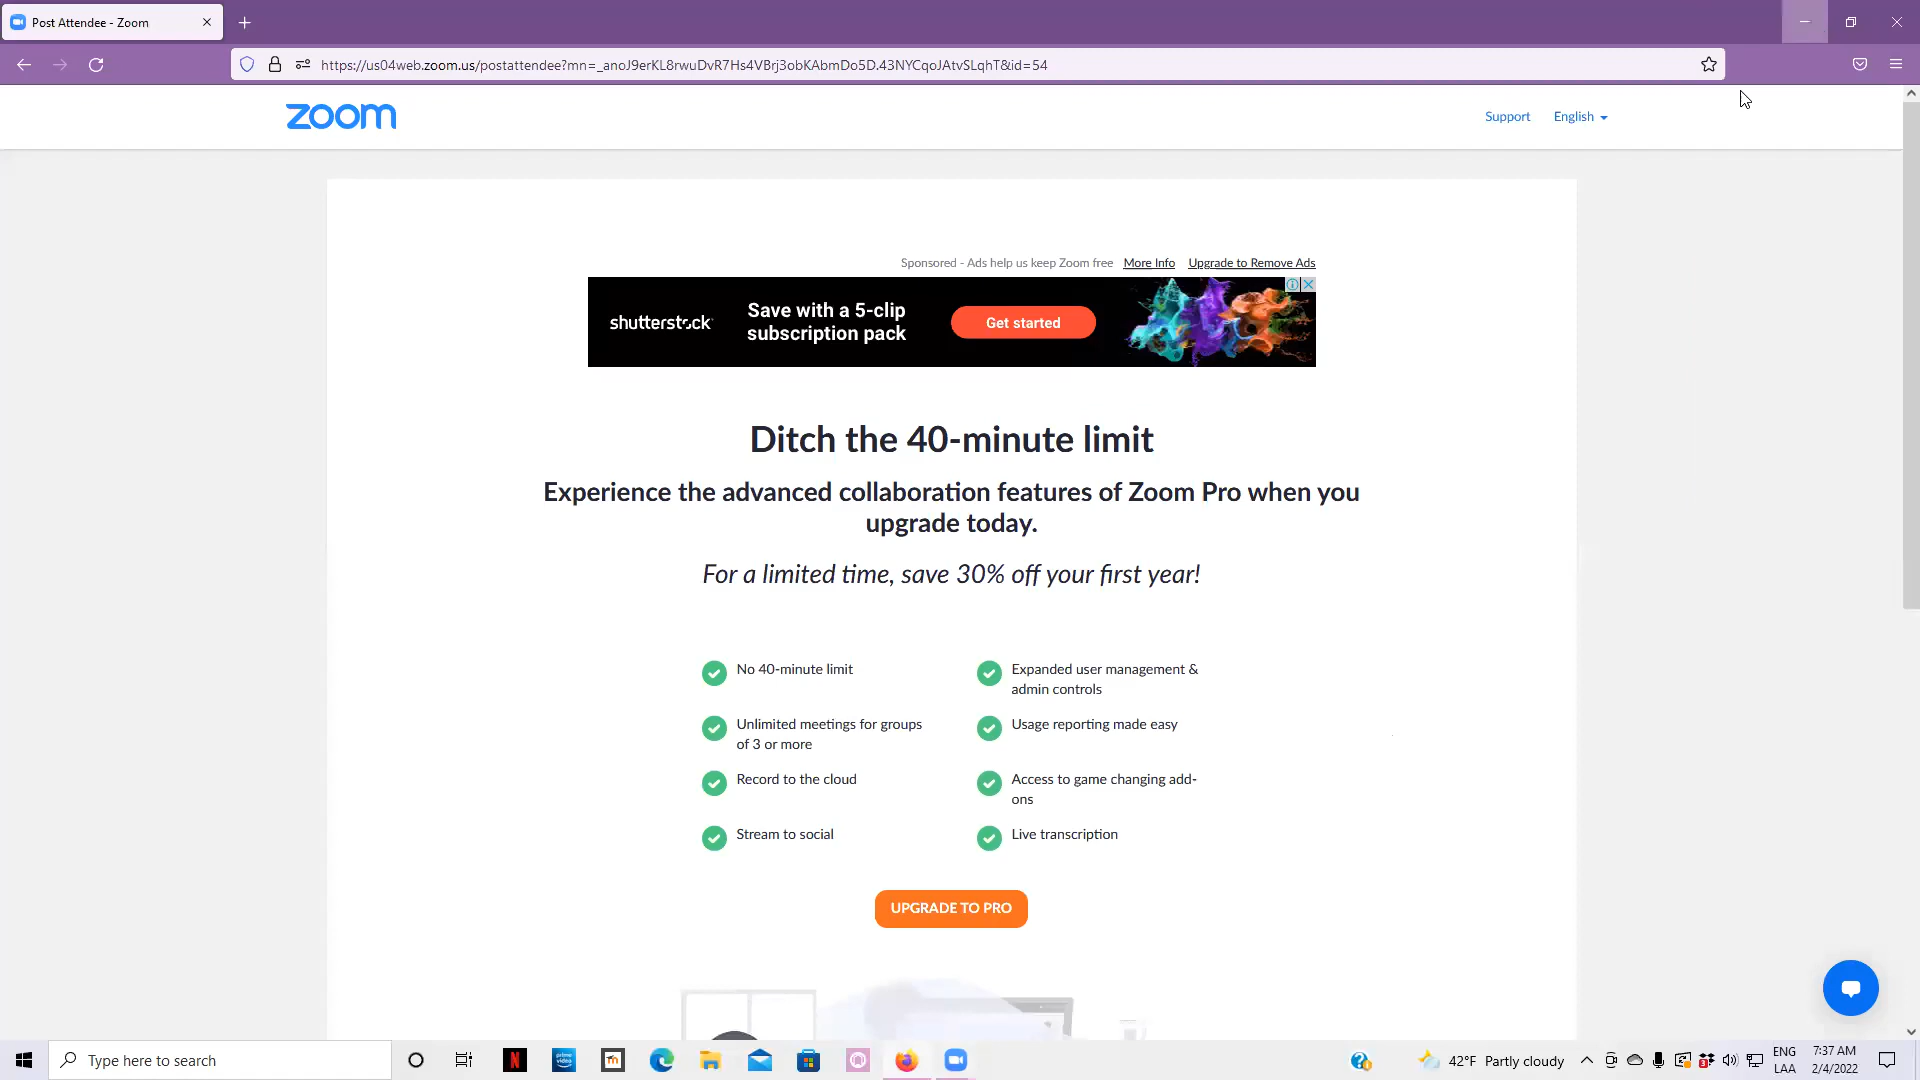 Post Attendee - Zoom
https://us04web.zoom.us/postattendee?mn=_anoJ9erKL8rwuDvR7Hs4VBrj3obKAbmDo5D.43NYCqoJAtvSLqhT&id=54
zoom
Support English
Sponsored - Ads help us keep Zoom free More Info Upgrade to Remove Ads
shutterstock
Save with a 5-clip
subscription pack
Get started
Ditch the 40-minute limit
Experience the advanced collaboration features of Zoom Pro when you
upgrade today.
For a limited time, save 30% off your first year!
No 40-minute limit
Expanded user management &
admin controls
Unlimited meetings for groups
of 3 or more
Usage reporting made easy
Record to the cloud
Access to game changing add-
ons
Stream to social
Live transcription
UPGRADE TO PRO
Type here to search
N
prime video
m
42°F Partly cloudy
3
ENG
LAA
7:37 AM
2/4/2022